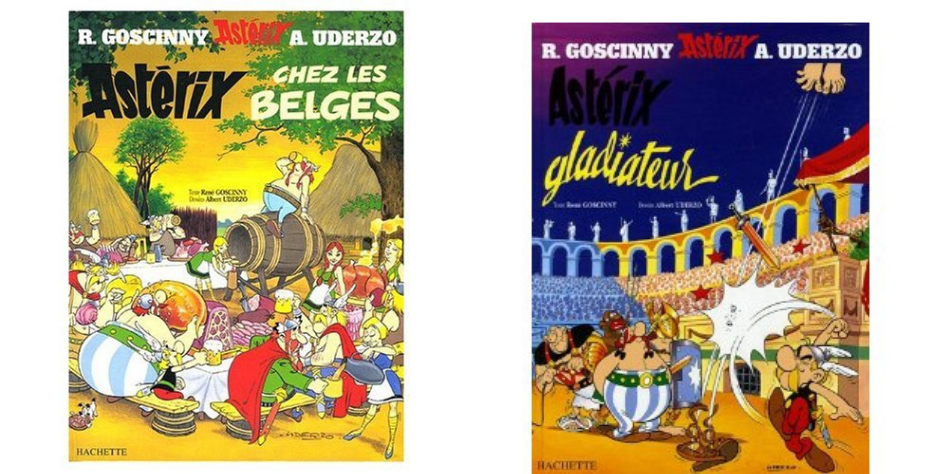 R. GOSCINNY Astérix A. UDERZO
Astérix CHEZ LES
BELGES
Texte René GOSCINNY
Dessins Albert UDERZO
UDERZO
HACHETTE
R. GOSCINNY Astérix A. UDERZO
Astérix
gladiateur
Texte René GOSCINNY Dessins Albert UDERZO
HACHETTE